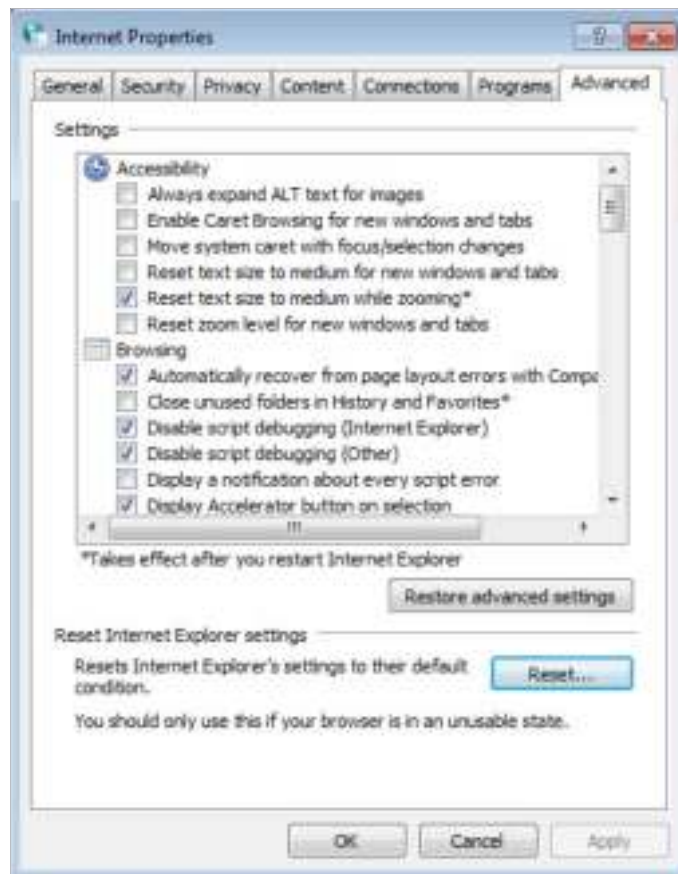 Internet Properties
General Security Privacy Content Connections Programs Advanced
Settings
Accessibility
Always expand ALT text for images
Enable Caret Browsing for new windows and tabs
Move system caret with focus/selection changes
Reset text size to medium for new windows and tabs
Reset text size to medium while zooming*
Reset zoom level for new windows and tabs
Browsing
Automatically recover from page layout errors with Compa
Close unused folders in History and Favorites*
Disable script debugging (Internet Explorer)
Disable script debugging (Other)
Display a notification about every script error
Display Accelerator button on selection
*Takes effect after you restart Internet Explorer
Restore advanced settings
Reset Internet Explorer settings
Resets Internet Explorer's settings to their default
condition.
Reset...
You should only use this if your browser is in an unusable state.
OK Cancel Apply